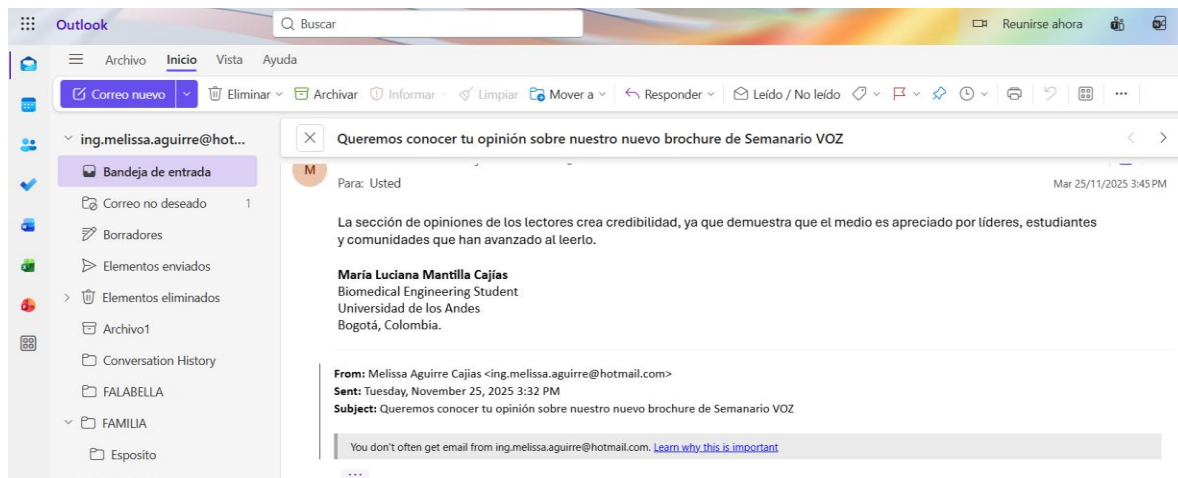 Outlook
Buscar
Reunirse ahora
Archivo Inicio Vista Ayuda
Correo nuevo Eliminar Archivar Informar Limpiar Mover a Responder Leído / No leído ...
ing.melissa.aguirre@hot...
Queremos conocer tu opinión sobre nuestro nuevo brochure de Semanario VOZ
Bandeja de entrada
M
Para: Usted
Mar 25/11/2025 3:45 PM
Correo no deseado 1
Borradores
Elementos enviados
Elementos eliminados
Archivo1
Conversation History
FALABELLA
FAMILIA
Esposito
La sección de opiniones de los lectores crea credibilidad, ya que demuestra que el medio es apreciado por líderes, estudiantes
y comunidades que han avanzado al leerlo.
María Luciana Mantilla Cajías
Biomedical Engineering Student
Universidad de los Andes
Bogotá, Colombia.
From: Melissa Aguirre Cajias <ing.melissa.aguirre@hotmail.com>
Sent: Tuesday, November 25, 2025 3:32 PM
Subject: Queremos conocer tu opinión sobre nuestro nuevo brochure de Semanario VOZ
You don't often get email from ing.melissa.aguirre@hotmail.com. Learn why this is important
...